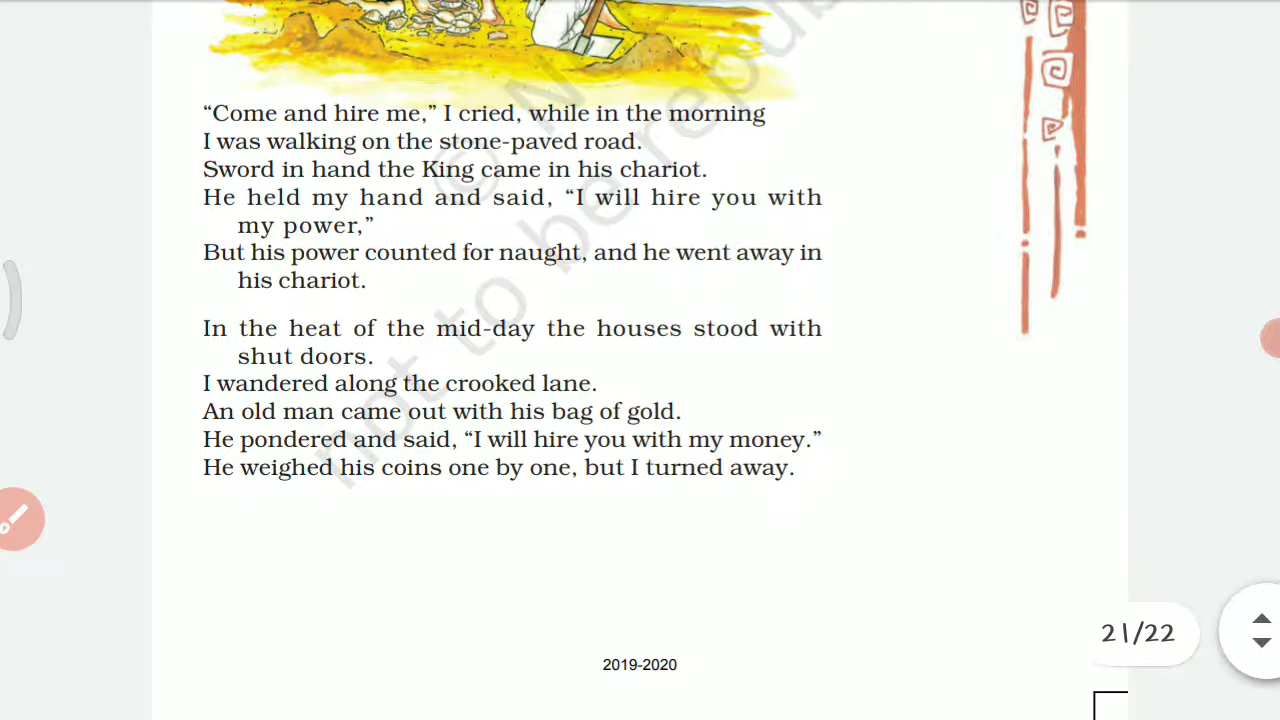 “Come and hire me,” I cried, while in the morning
I was walking on the stone-paved road.
Sword in hand the King came in his chariot.
He held my hand and said, “I will hire you with
my power,”
But his power counted for naught, and he went away in
his chariot.
In the heat of the mid-day the houses stood with
shut doors.
I wandered along the crooked lane.
An old man came out with his bag of gold.
He pondered and said, “I will hire you with my money.”
He weighed his coins one by one, but I turned away.
© N
not to be repub
21/22
2019-2020